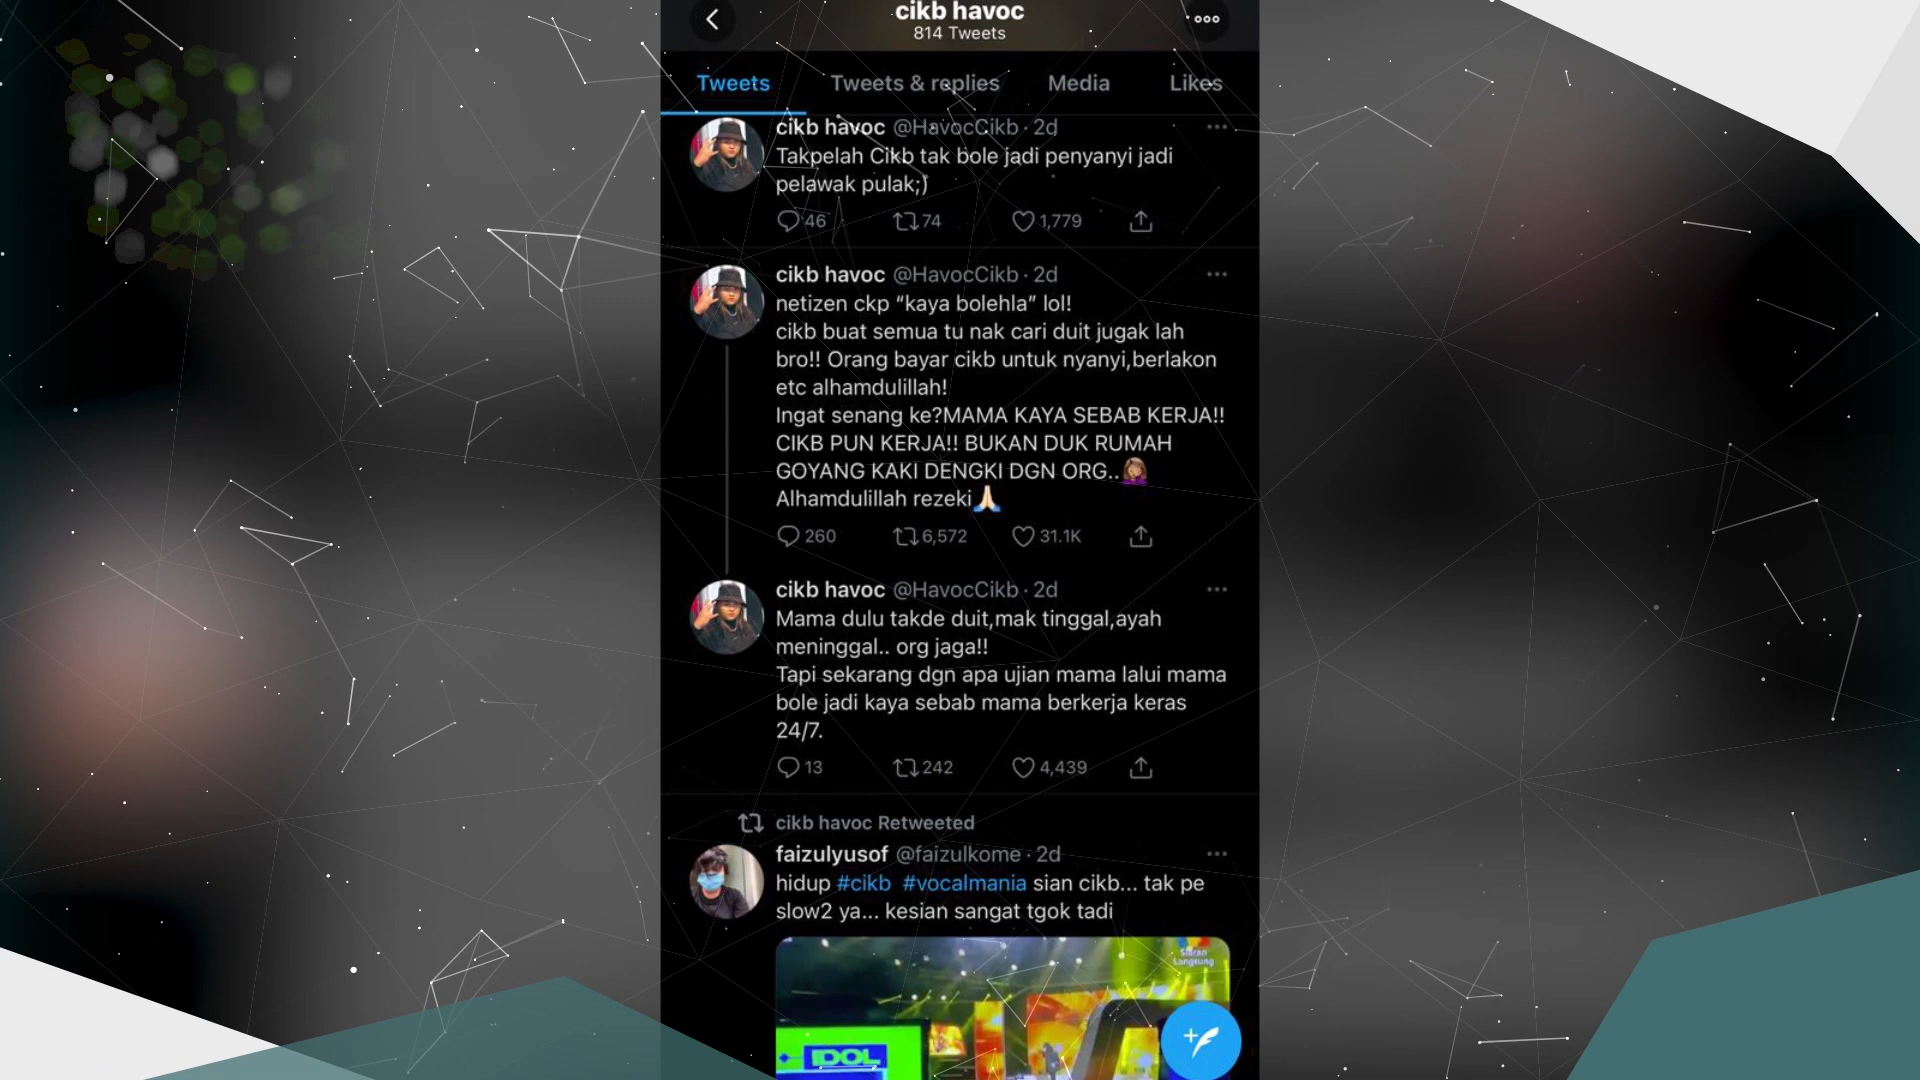 cikb havoc
814 Tweets
Tweets Tweets & replies Media Likes
cikb havoc @HavocCikb · 2d
Takpelah Cikb tak bole jadi penyanyi jadi
pelawak pulak;)
46 74 1,779
cikb havoc @HavocCikb · 2d
netizen ckp “kaya bolehla” lol!
cikb buat semua tu nak cari duit jugak lah
bro!! Orang bayar cikb untuk nyanyi,berlakon
etc alhamdulillah!
Ingat senang ke?MAMA KAYA SEBAB KERJA!!
CIKB PUN KERJA!! BUKAN DUK RUMAH
GOYANG KAKI DENGKI DGN ORG..🤦🏽‍♀️
Alhamdulillah rezeki🙏🏻
260 6,572 31.1K
cikb havoc @HavocCikb · 2d
Mama dulu takde duit,mak tinggal,ayah
meninggal.. org jaga!!
Tapi sekarang dgn apa ujian mama lalui mama
bole jadi kaya sebab mama berkerja keras
24/7.
13 242 4,439
cikb havoc Retweeted
faizulyusof @faizulkome · 2d
hidup #cikb #vocalmania sian cikb... tak pe
slow2 ya... kesian sangat tgok tadi
Siaran
Langsung
IDOL